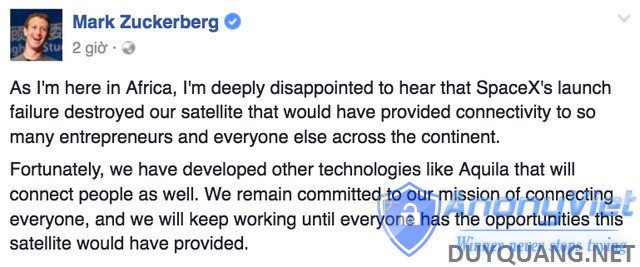 Mark Zuckerberg
2 giờ ·
As I'm here in Africa, I'm deeply disappointed to hear that SpaceX's launch
failure destroyed our satellite that would have provided connectivity to so
many entrepreneurs and everyone else across the continent.
Fortunately, we have developed other technologies like Aquila that will
connect people as well. We remain committed to our mission of connecting
everyone, and we will keep working until everyone has the opportunities this
satellite would have provided.
AnonyViet
Winner never stops trying
DUYQUANG.NET